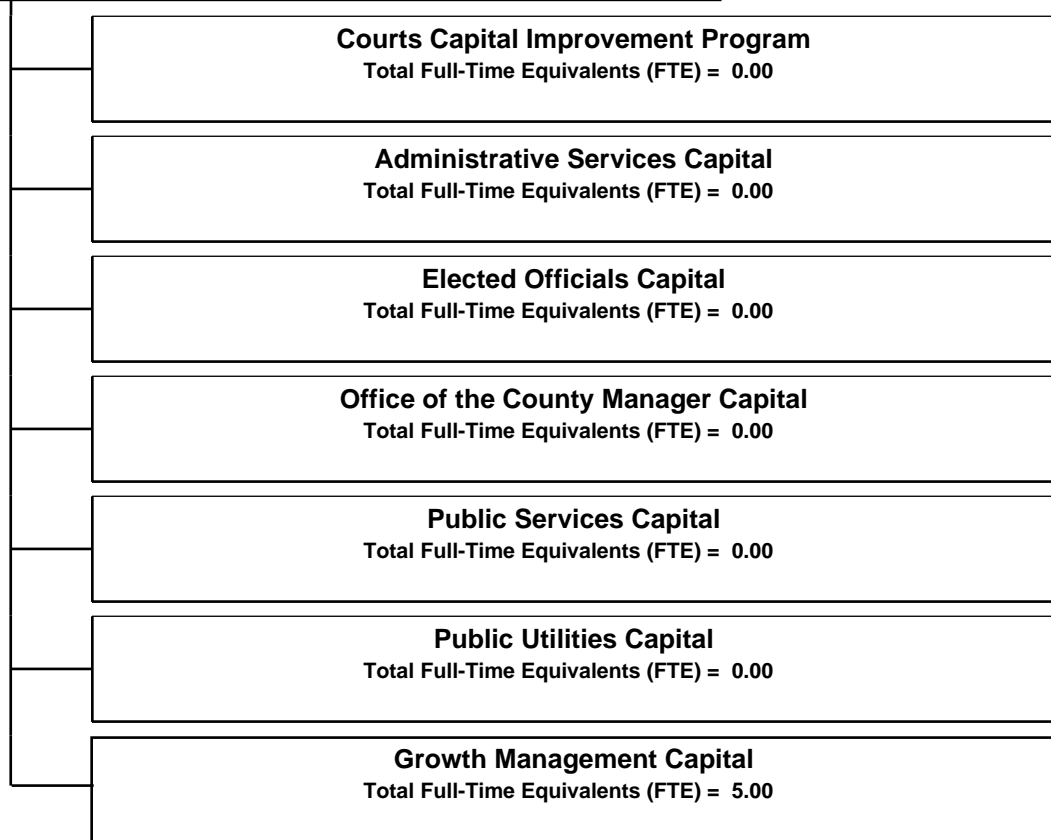 Courts Capital Improvement Program
Total Full-Time Equivalents (FTE) = 0.00
Administrative Services Capital
Total Full-Time Equivalents (FTE) = 0.00
Elected Officials Capital
Total Full-Time Equivalents (FTE) = 0.00
Office of the County Manager Capital
Total Full-Time Equivalents (FTE) = 0.00
Public Services Capital
Total Full-Time Equivalents (FTE) = 0.00
Public Utilities Capital
Total Full-Time Equivalents (FTE) = 0.00
Growth Management Capital
Total Full-Time Equivalents (FTE) = 5.00